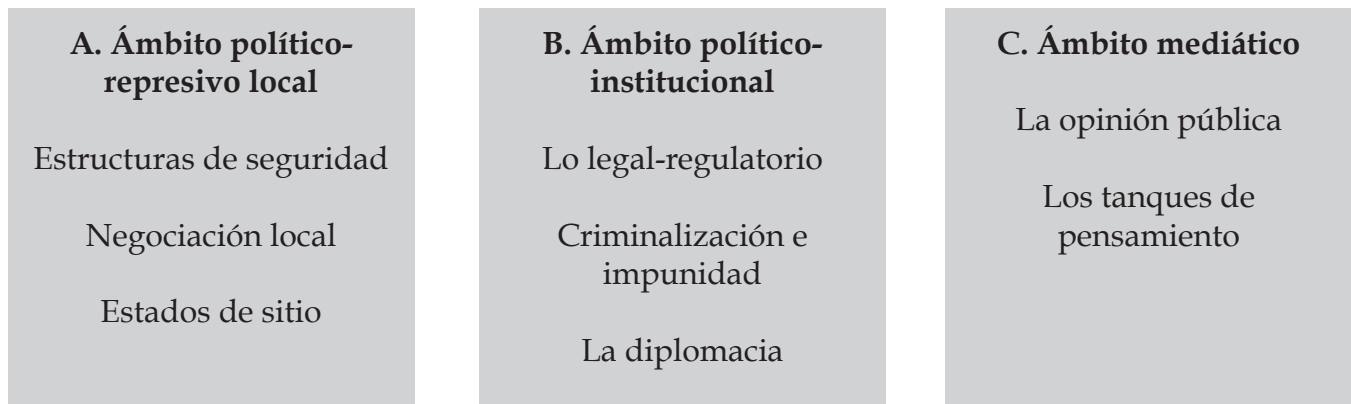 A. Ámbito político-
represivo local
Estructuras de seguridad
Negociación local
Estados de sitio
B. Ámbito político-
institucional
Lo legal-regulatorio
Criminalización e
impunidad
La diplomacia
C. Ámbito mediático
La opinión pública
Los tanques de
pensamiento